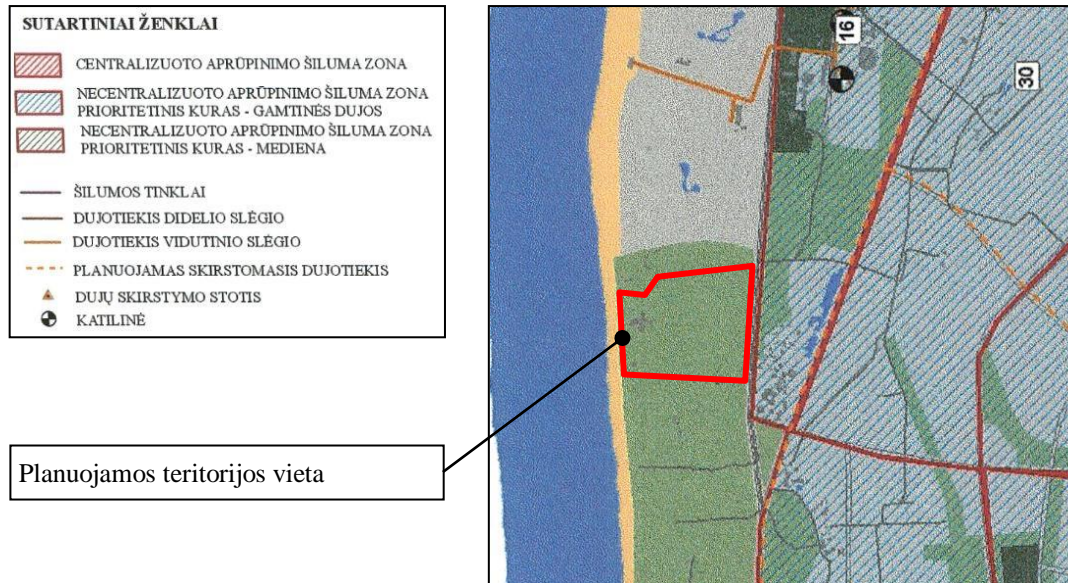 SUTARTINIAI ŽENKLAI
CENTRALIZUOTO APRŪPINIMO ŠILUMA ZONA
NECENTRALIZUOTO APRŪPINIMO ŠILUMA ZONA
PRIORITETINIS KURAS - GAMTINĖS DUJOS
NECENTRALIZUOTO APRŪPINIMO ŠILUMA ZONA
PRIORITETINIS KURAS - MEDIENA
ŠILUMOS TINKLAI
DUJOTIEKIS DIDELIO SLĖGIO
DUJOTIEKIS VIDUTINIO SLĖGIO
PLANUOJAMAS SKIRSTOMASIS DUJOTIEKIS
DUJŲ SKIRSTYMO STOTIS
KATILINĖ
Planuojamos teritorijos vieta
16
30